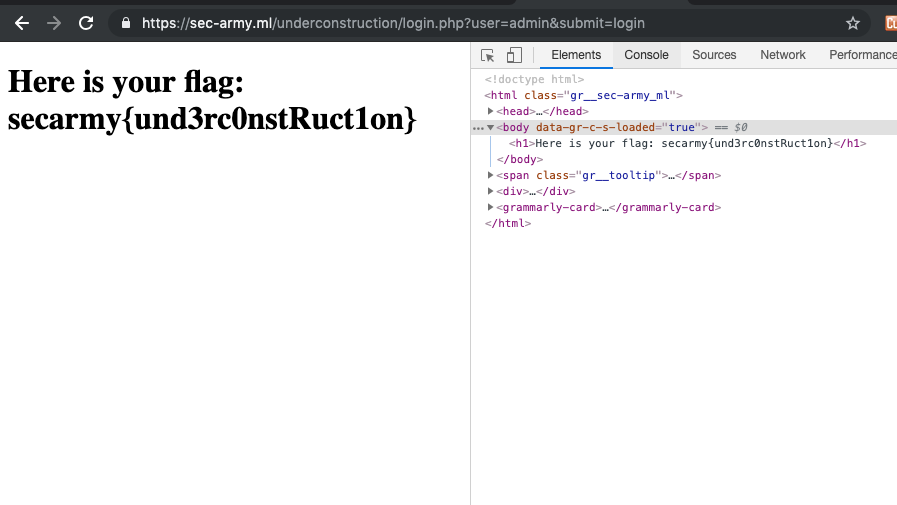 https://sec-army.ml/underconstruction/login.php?user=admin&submit=login
Here is your flag:
secarmy{und3rc0nstRuct1on}
Elements Console Sources Network Performance
<!doctype html>
<html class="gr__sec-army_ml">
<head>…</head>
<body data-gr-c-s-loaded="true"> == $0
<h1>Here is your flag: secarmy{und3rc0nstRuct1on}</h1>
</body>
<span class="gr__tooltip">…</span>
<div>…</div>
<grammarly-card>…</grammarly-card>
</html>